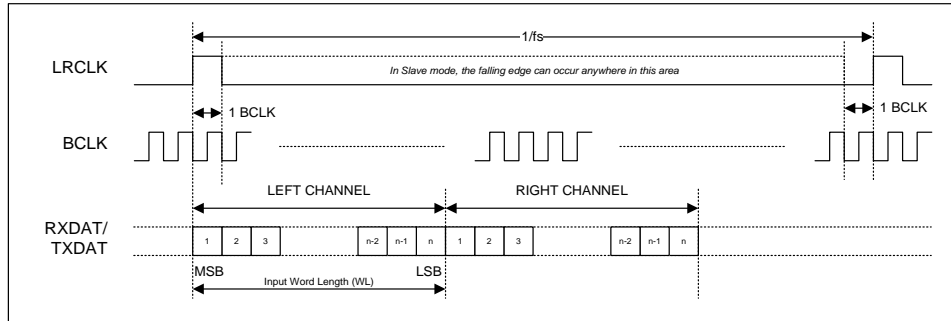 1/fs
LRCLK
In Slave mode, the falling edge can occur anywhere in this area
1 BCLK
1 BCLK
BCLK
LEFT CHANNEL
RIGHT CHANNEL
RXDAT/
TXDAT
1 2 3 n-2 n-1 n 1 2 3 n-2 n-1 n
MSB LSB
Input Word Length (WL)